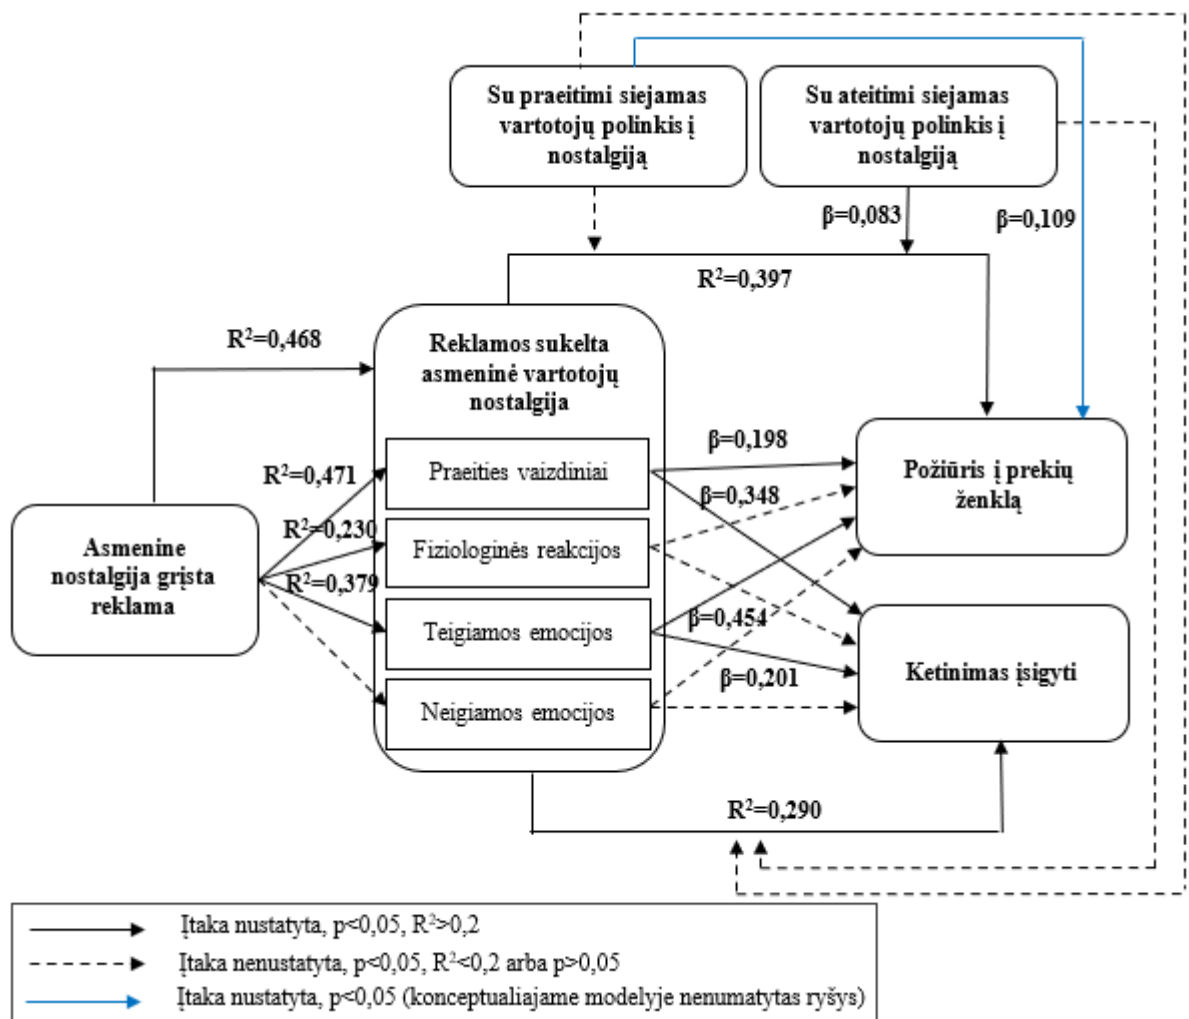 Su praeitimi siejamas
vartotojų polinkis į
nostalgiją
Su ateitimi siejamas
vartotojų polinkis į
nostalgiją
β=0,083
β=0,109
R²=0,397
R²=0,468
Reklamos sukelta
asmeninė vartotojų
nostalgija
Praeities vaizdiniai
Fiziologinės reakcijos
Teigiamos emocijos
Neigiamos emocijos
R²=0,471
R²=0,230
R²=0,379
Asmenine
nostalgija grįsta
reklama
β=0,198
β=0,348
β=0,454
β=0,201
Požiūris į prekių
ženklą
Ketinimas įsigyti
R²=0,290
Įtaka nustatyta, p<0,05, R²>0,2
Įtaka nenustatyta, p<0,05, R²<0,2 arba p>0,05
Įtaka nustatyta, p<0,05 (konceptualiajame modelyje nenumatytas ryšys)